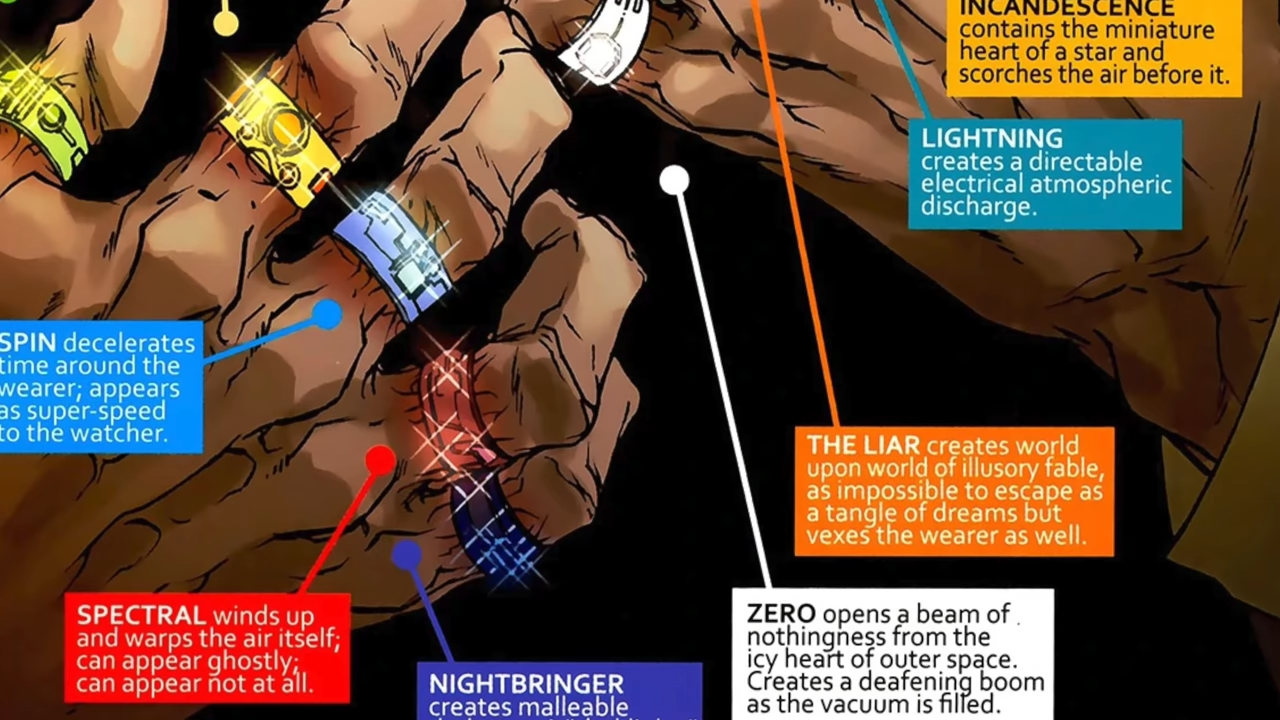 INCANDESCENCE
contains the miniature
heart of a star and
scorches the air before it.
LIGHTNING
creates a directable
electrical atmospheric
discharge.
SPIN decelerates
time around the
wearer; appears
as super-speed
to the watcher.
THE LIAR creates world
upon world of illusory fable,
as impossible to escape as
a tangle of dreams but
vexes the wearer as well.
SPECTRAL winds up
and warps the air itself;
can appear ghostly;
can appear not at all.
ZERO opens a beam of
nothingness from the
icy heart of outer space.
Creates a deafening boom
as the vacuum is filled.
NIGHTBRINGER
creates malleable